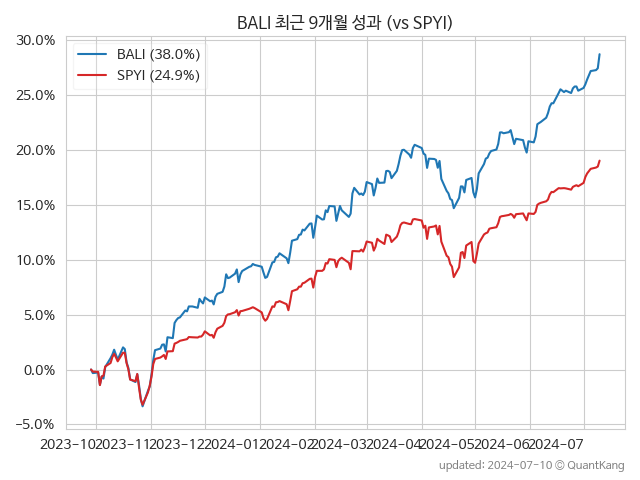 BALI 최근 9개월 성과 (vs SPYI)
30.0%
25.0%
20.0%
15.0%
10.0%
5.0%
0.0%
−5.0%
BALI (38.0%)
SPYI (24.9%)
2023-10 2023-11 2023-12 2024-01 2024-02 2024-03 2024-04 2024-05 2024-06 2024-07
updated: 2024-07-10 © QuantKang